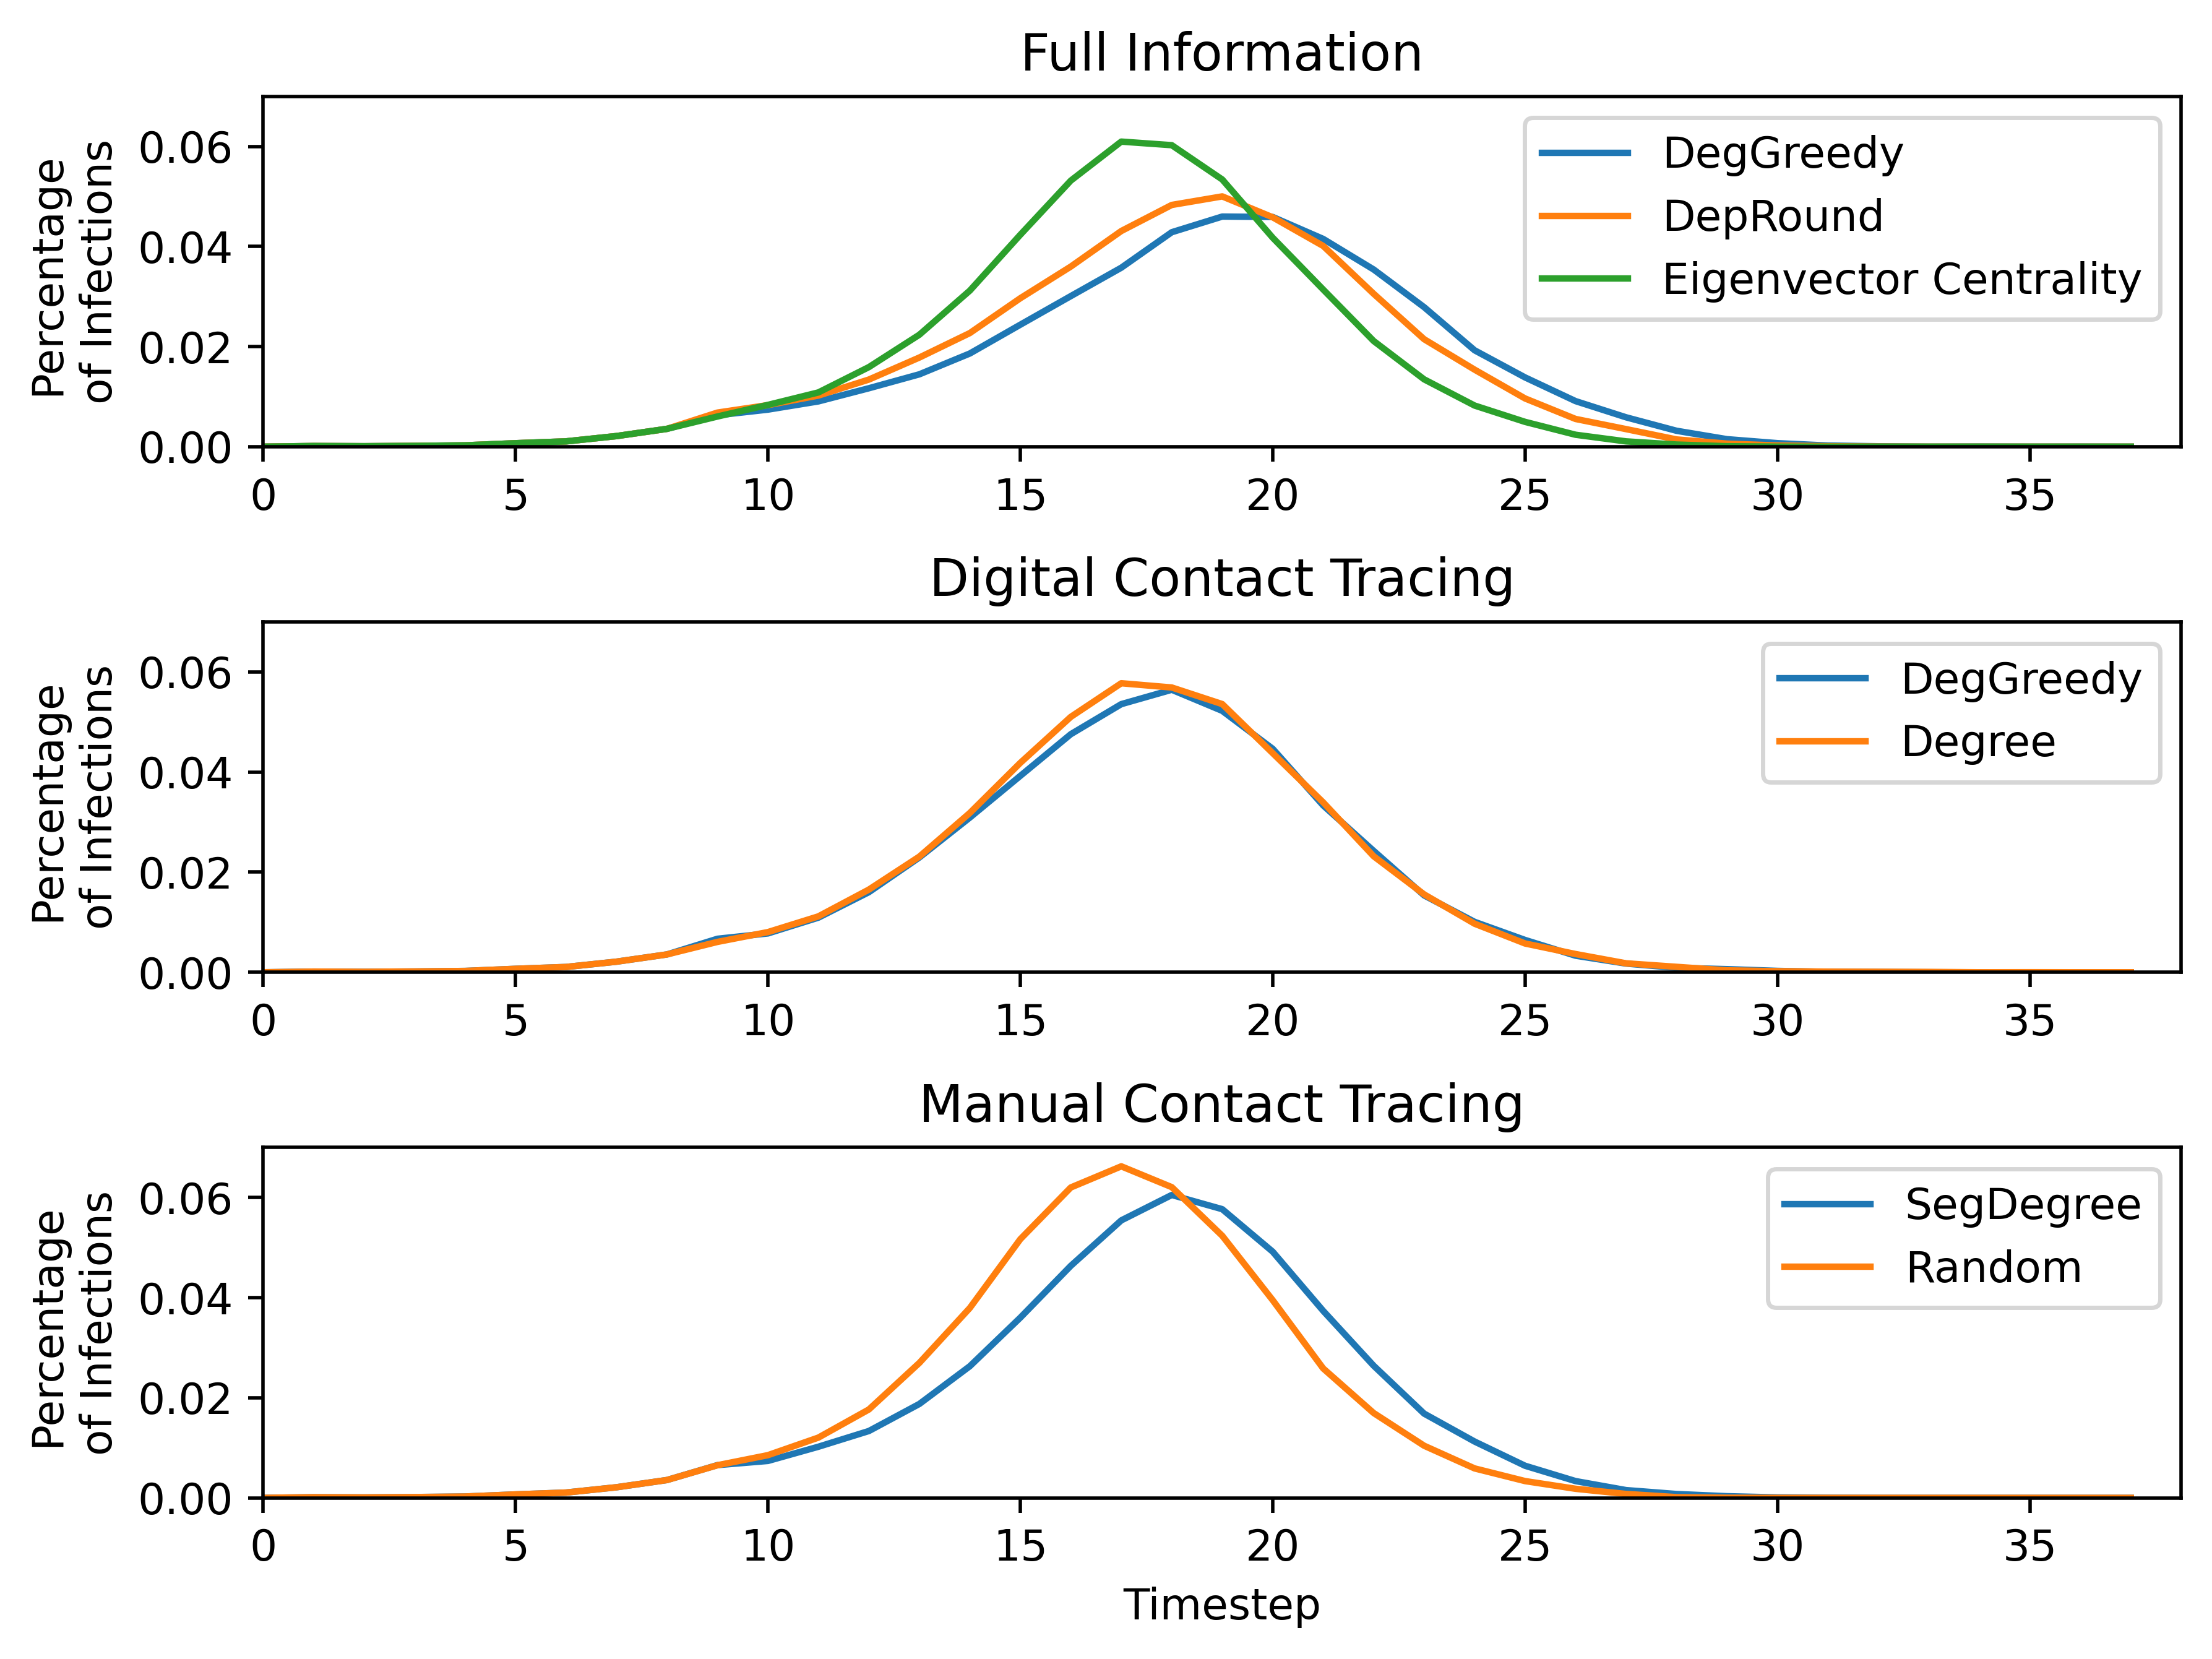 Full Information
Percentage
of Infections
0.06
0.04
0.02
0.00
0 5 10 15 20 25 30 35
DegGreedy
DepRound
Eigenvector Centrality
Digital Contact Tracing
Percentage
of Infections
0.06
0.04
0.02
0.00
0 5 10 15 20 25 30 35
DegGreedy
Degree
Manual Contact Tracing
Percentage
of Infections
0.06
0.04
0.02
0.00
0 5 10 15 20 25 30 35
SegDegree
Random
Timestep